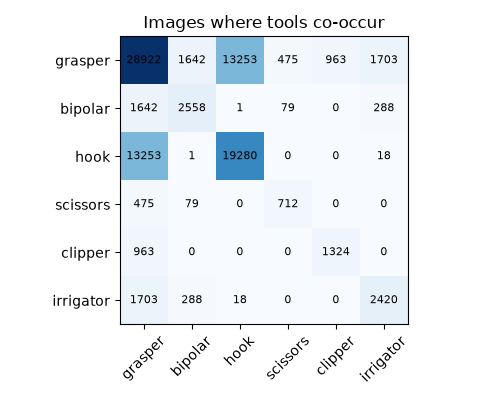 Images where tools co-occur
grasper 28922 1642 13253 475 963 1703
bipolar 1642 2558 1 79 0 288
hook 13253 1 19280 0 0 18
scissors 475 79 0 712 0 0
clipper 963 0 0 0 1324 0
irrigator 1703 288 18 0 0 2420
grasper bipolar hook scissors clipper irrigator